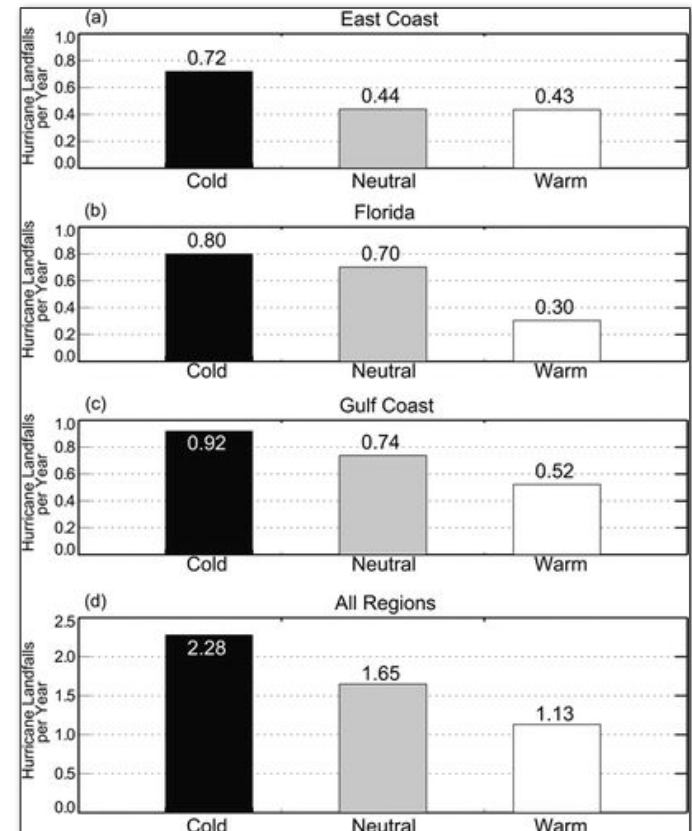 (a) East Coast
Hurricane Landfalls
per Year
1.0
0.8
0.6
0.4
0.2
0.0
0.72
0.44
0.43
Cold Neutral Warm
(b) Florida
Hurricane Landfalls
per Year
1.0
0.8
0.6
0.4
0.2
0.0
0.80
0.70
0.30
Cold Neutral Warm
(c) Gulf Coast
Hurricane Landfalls
per Year
1.0
0.8
0.6
0.4
0.2
0.0
0.92
0.74
0.52
Cold Neutral Warm
(d) All Regions
Hurricane Landfalls
per Year
2.5
2.0
1.5
1.0
0.5
0.0
2.28
1.65
1.13
Cold Neutral Warm